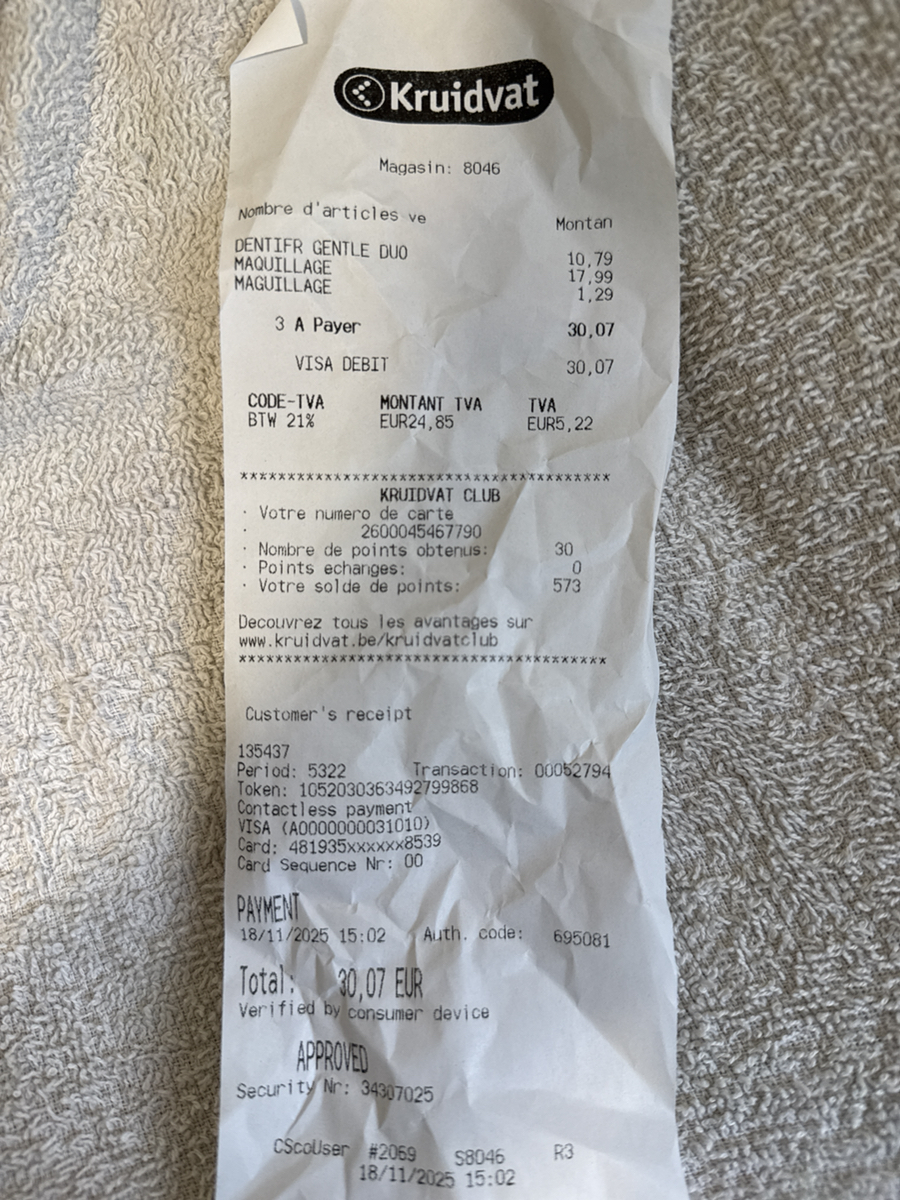 Kruidvat
Magasin: 8046
Nombre d'articles ve Montan
DENTIFR GENTLE DUO 10,79
MAQUILLAGE 17,99
MAGUILLAGE 1,29
3 A Payer 30,07
VISA DEBIT 30,07
CODE-TVA MONTANT TVA TVA
BTW 21% EUR24,85 EUR5,22
****************************************
KRUIDVAT CLUB
· Votre numero de carte
· 2600045467790
· Nombre de points obtenus: 30
· Points echanges: 0
· Votre solde de points: 573
Decouvrez tous les avantages sur
www.kruidvat.be/kruidvatclub
****************************************
Customer's receipt
135437
Period: 5322 Transaction: 00052794
Token: 1052030363492799868
Contactless payment
VISA (A0000000031010)
Card: 481935xxxxxx8539
Card Sequence Nr: 00
PAYMENT
18/11/2025 15:02 Auth. code: 695081
Total: 30,07 EUR
Verified by consumer device
APPROVED
Security Nr: 34307025
CScoUser #2069 S8046 R3
18/11/2025 15:02